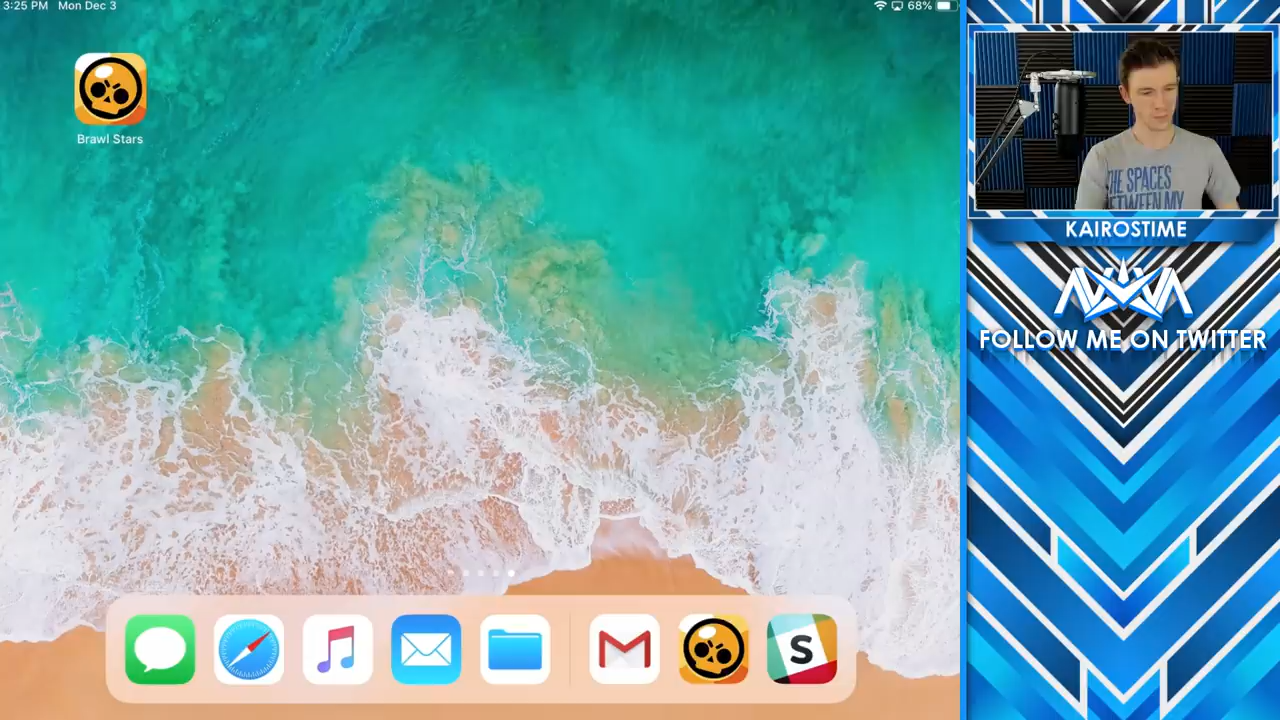 3:25 PM Mon Dec 3
68%
Brawl Stars
THE SPACES
BETWEEN MY
KAIROSTIME
FOLLOW ME ON TWITTER
S